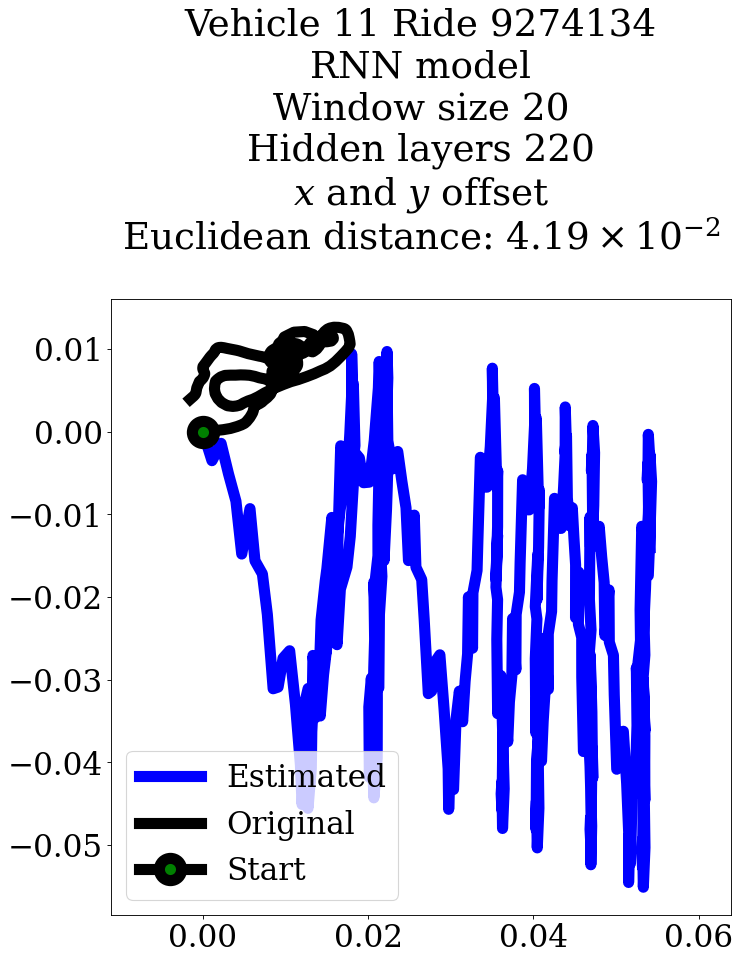 Vehicle 11 Ride 9274134
RNN model
Window size 20
Hidden layers 220
x and y offset
Euclidean distance: 4.19 × 10⁻²
0.01
0.00
−0.01
−0.02
−0.03
−0.04
−0.05
Estimated
Original
Start
0.00 0.02 0.04 0.06